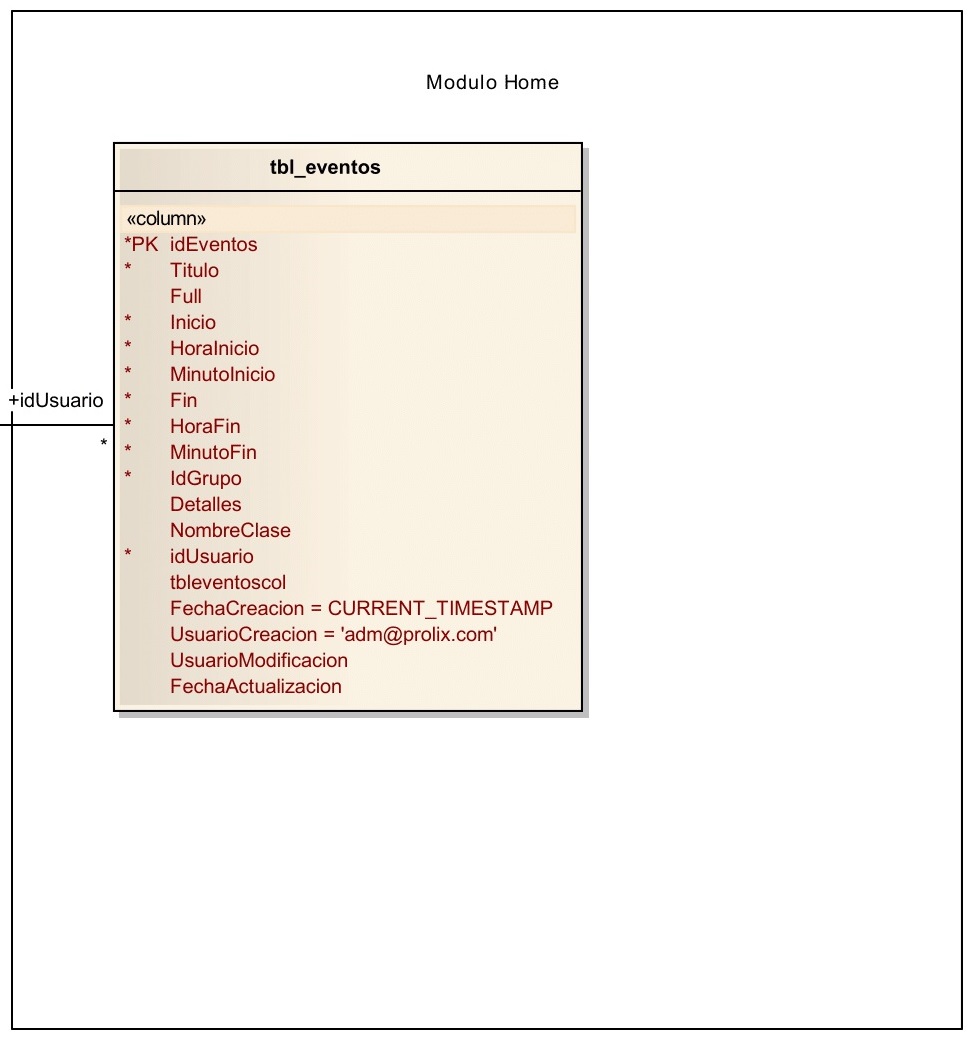 Modulo Home
tbl_eventos
«column»
*PK idEventos
* Titulo
Full
* Inicio
* HoraInicio
* MinutoInicio
* Fin
* HoraFin
* MinutoFin
* IdGrupo
Detalles
NombreClase
* idUsuario
tbleventoscol
FechaCreacion = CURRENT_TIMESTAMP
UsuarioCreacion = 'adm@prolix.com'
UsuarioModificacion
FechaActualizacion
+idUsuario
*